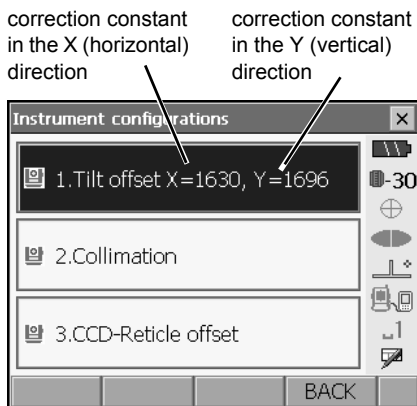 correction constant
in the X (horizontal)
direction
correction constant
in the Y (vertical)
direction
Instrument configurations
1.Tilt offset X=1630, Y=1696
-30
2.Collimation
3.CCD-Reticle offset
1
BACK